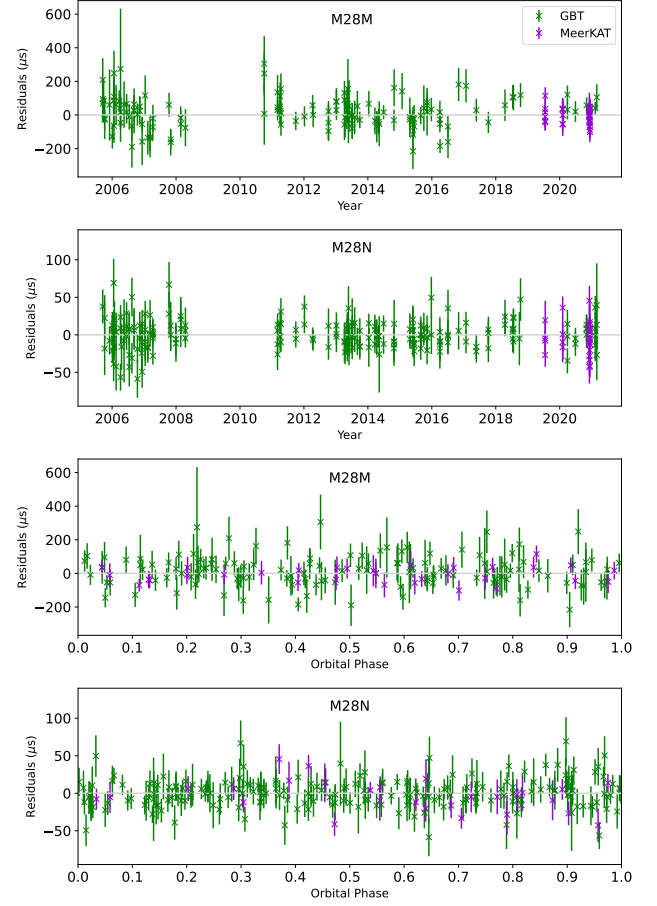 M28M
GBT
MeerKAT
600
400
200
0
−200
Residuals (μs)
2006 2008 2010 2012 2014 2016 2018 2020
Year
M28N
100
50
0
−50
Residuals (μs)
2006 2008 2010 2012 2014 2016 2018 2020
Year
M28M
600
400
200
0
−200
Residuals (μs)
0.0 0.1 0.2 0.3 0.4 0.5 0.6 0.7 0.8 0.9 1.0
Orbital Phase
M28N
100
50
0
−50
Residuals (μs)
0.0 0.1 0.2 0.3 0.4 0.5 0.6 0.7 0.8 0.9 1.0
Orbital Phase